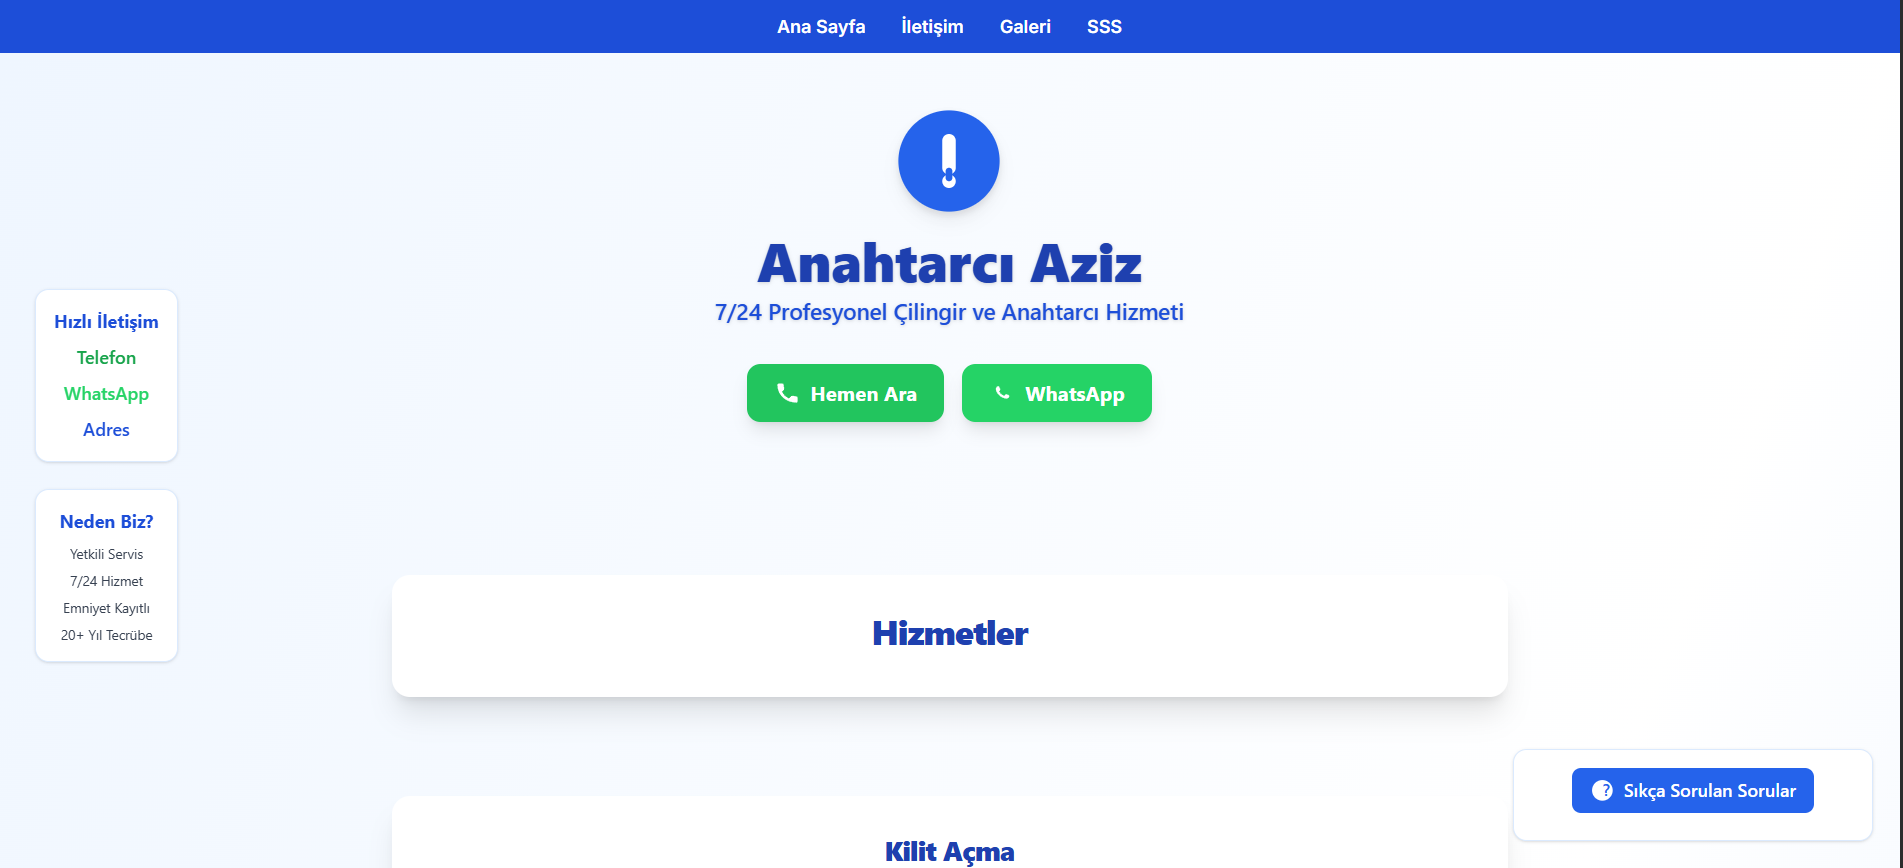 Ana Sayfa İletişim Galeri SSS
Anahtarcı Aziz
7/24 Profesyonel Çilingir ve Anahtarcı Hizmeti
Hemen Ara WhatsApp
Hızlı İletişim
Telefon
WhatsApp
Adres
Neden Biz?
Yetkili Servis
7/24 Hizmet
Emniyet Kayıtlı
20+ Yıl Tecrübe
Hizmetler
Kilit Açma
? Sıkça Sorulan Sorular